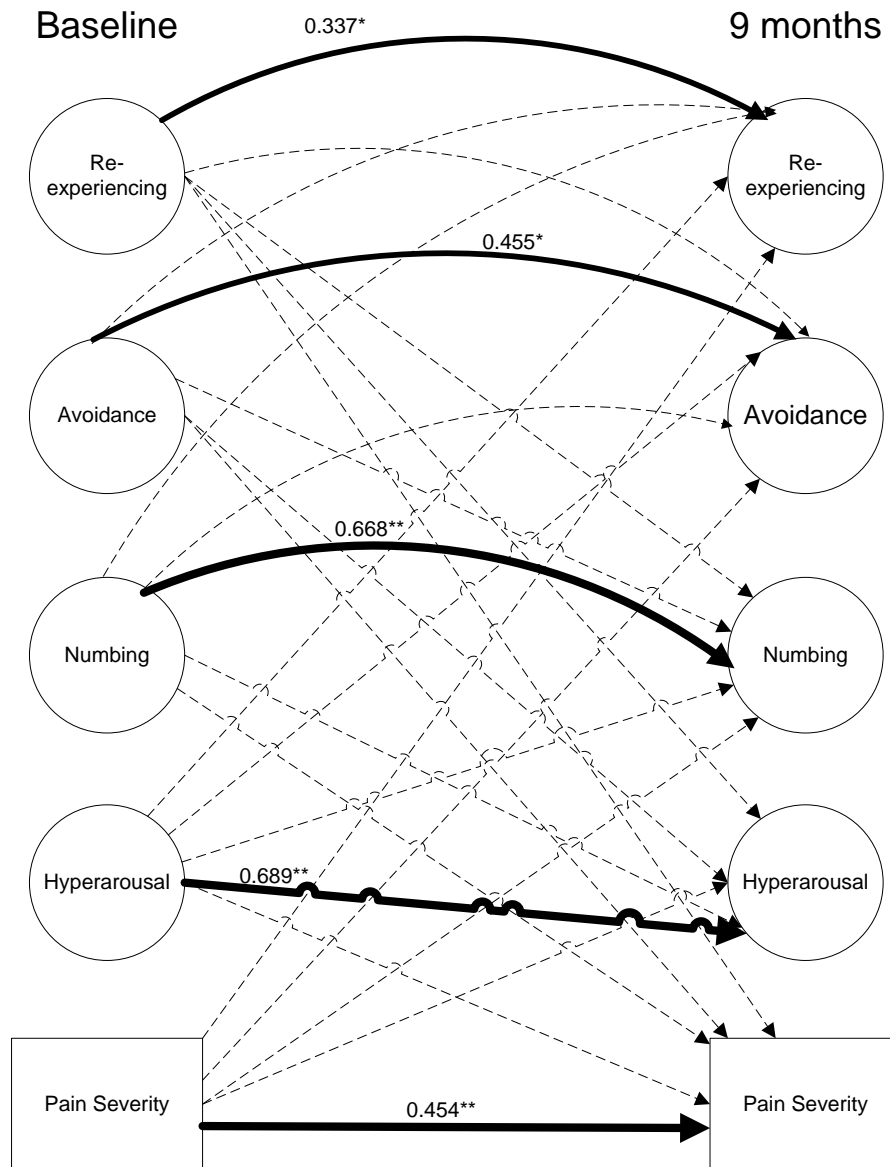 Baseline
9 months
0.337*
Re-
experiencing
Re-
experiencing
0.455*
Avoidance
Avoidance
0.668**
Numbing
Numbing
0.689**
Hyperarousal
Hyperarousal
Pain Severity
0.454**
Pain Severity